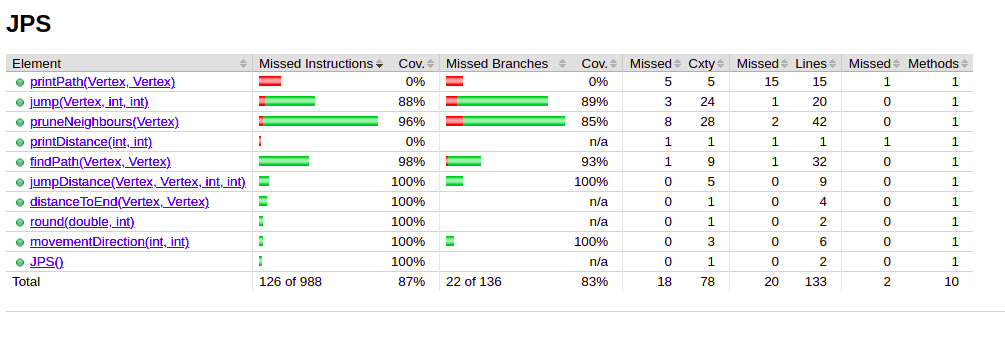 JPS
Element Missed Instructions Cov. Missed Branches Cov. Missed Cxty Missed Lines Missed Methods
printPath(Vertex, Vertex) 0% 0% 5 5 15 15 1 1
jump(Vertex, int, int) 88% 89% 3 24 1 20 0 1
pruneNeighbours(Vertex) 96% 85% 8 28 2 42 0 1
printDistance(int, int) 0% n/a 1 1 1 1 1 1
findPath(Vertex, Vertex) 98% 93% 1 9 1 32 0 1
jumpDistance(Vertex, Vertex, int, int) 100% 100% 0 5 0 9 0 1
distanceToEnd(Vertex, Vertex) 100% n/a 0 1 0 4 0 1
round(double, int) 100% n/a 0 1 0 2 0 1
movementDirection(int, int) 100% 100% 0 3 0 6 0 1
JPS() 100% n/a 0 1 0 2 0 1
Total 126 of 988 87% 22 of 136 83% 18 78 20 133 2 10